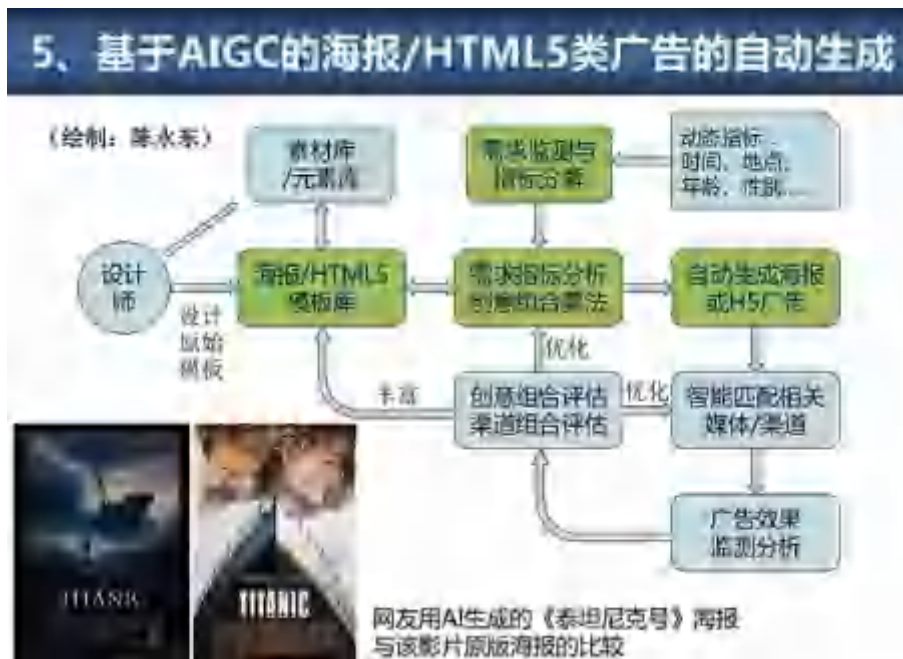 5、基于AIGC的海报/HTML5类广告的自动生成
（绘制：陈永东）
素材库
/元素库
需求监测与
指标分解
动态指标…
时间、地点、
年龄、性别…
设计
师
海报/HTML5
模板库
需求指标分析
创意组合算法
自动生成海报
或H5广告
设计
原始
模板
优化
丰富
创意组合评估
渠道组合评估
优化
智能匹配相关
媒体/渠道
广告效果
监测分析
TITANIC
网友用AI生成的《泰坦尼克号》海报
与该影片原版海报的比较